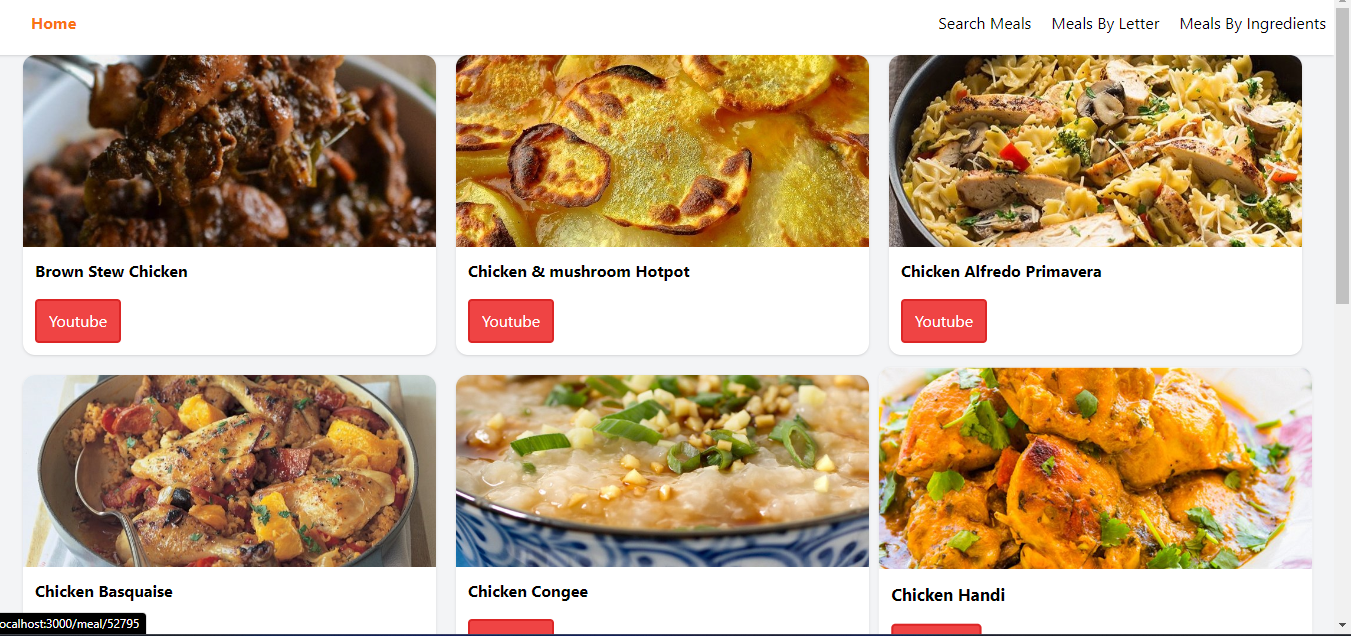 Home
Search Meals
Meals By Letter
Meals By Ingredients
Brown Stew Chicken
Chicken & mushroom Hotpot
Chicken Alfredo Primavera
Youtube
Youtube
Youtube
Chicken Basquaise
Chicken Congee
Chicken Handi
ocalhost:3000/meal/52795